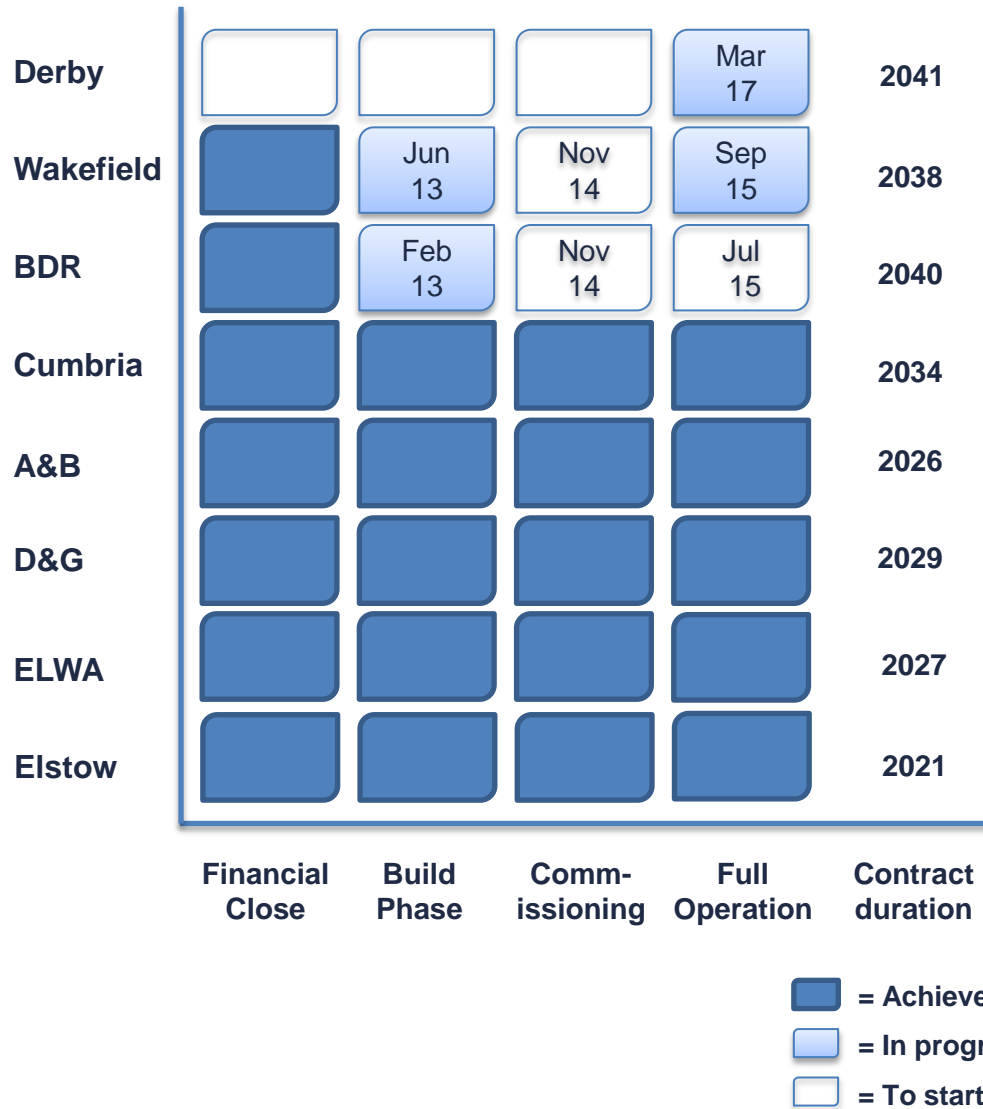 Derby
Mar
17
2041
Wakefield
Jun
13
Nov
14
Sep
15
2038
BDR
Feb
13
Nov
14
Jul
15
2040
Cumbria
2034
A&B
2026
D&G
2029
ELWA
2027
Elstow
2021
Financial
Close
Build
Phase
Comm-
issioning
Full
Operation
Contract
duration
= Achieve
= In progr
= To start